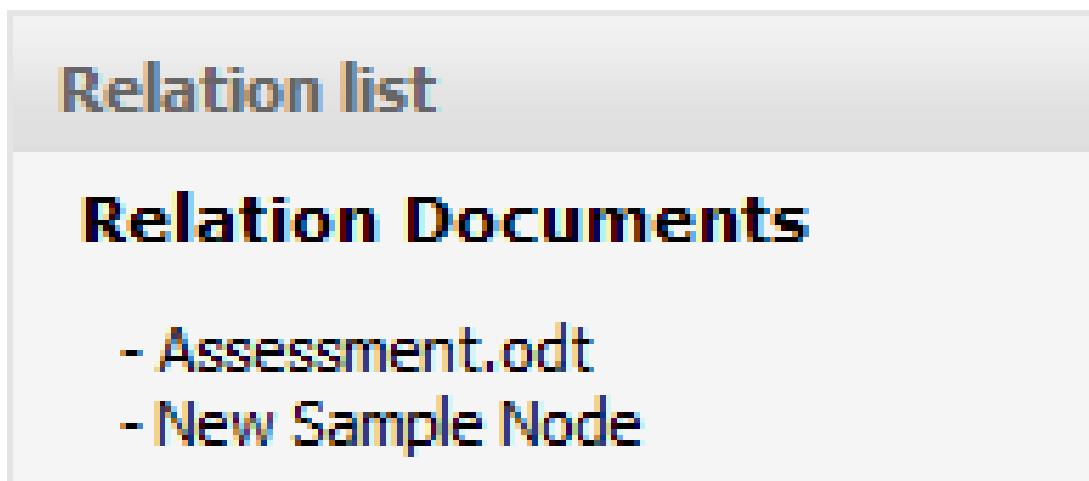 Relation list
Relation Documents
- Assessment.odt
- New Sample Node